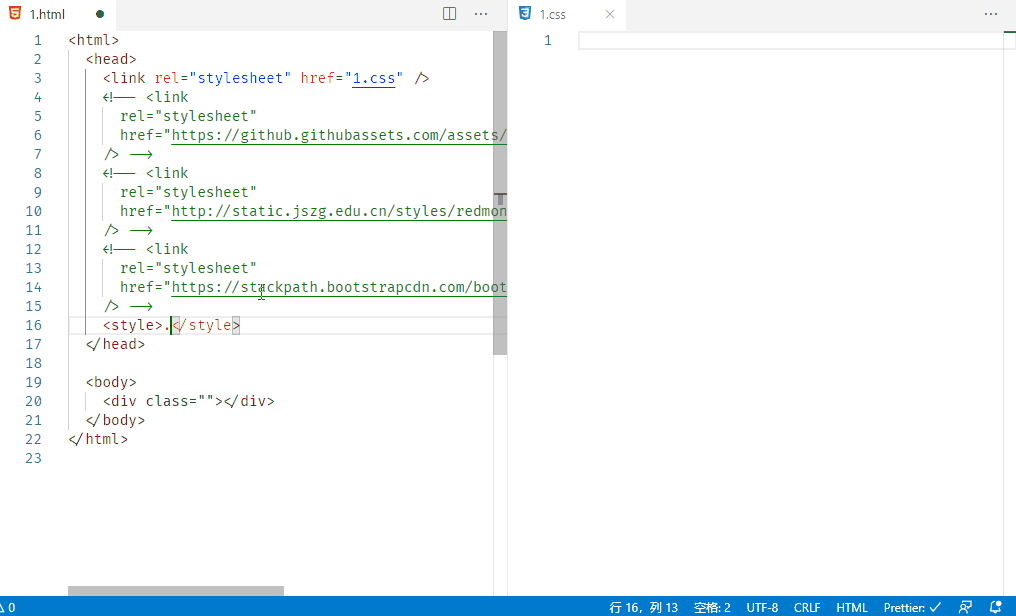 1.html
1.css
1 <html>
2 <head>
3 <link rel="stylesheet" href="1.css" />
4 <!-- <link
5 rel="stylesheet"
6 href="https://github.githubassets.com/assets/
7 /> -->
8 <!-- <link
9 rel="stylesheet"
10 href="http://static.jszg.edu.cn/styles/redmon
11 /> -->
12 <!-- <link
13 rel="stylesheet"
14 href="https://stackpath.bootstrapcdn.com/boot
15 /> -->
16 <style>.</style>
17 </head>
18
19 <body>
20 <div class=""></div>
21 </body>
22 </html>
23
1
0 行 16，列 13 空格: 2 UTF-8 CRLF HTML Prettier: ✓